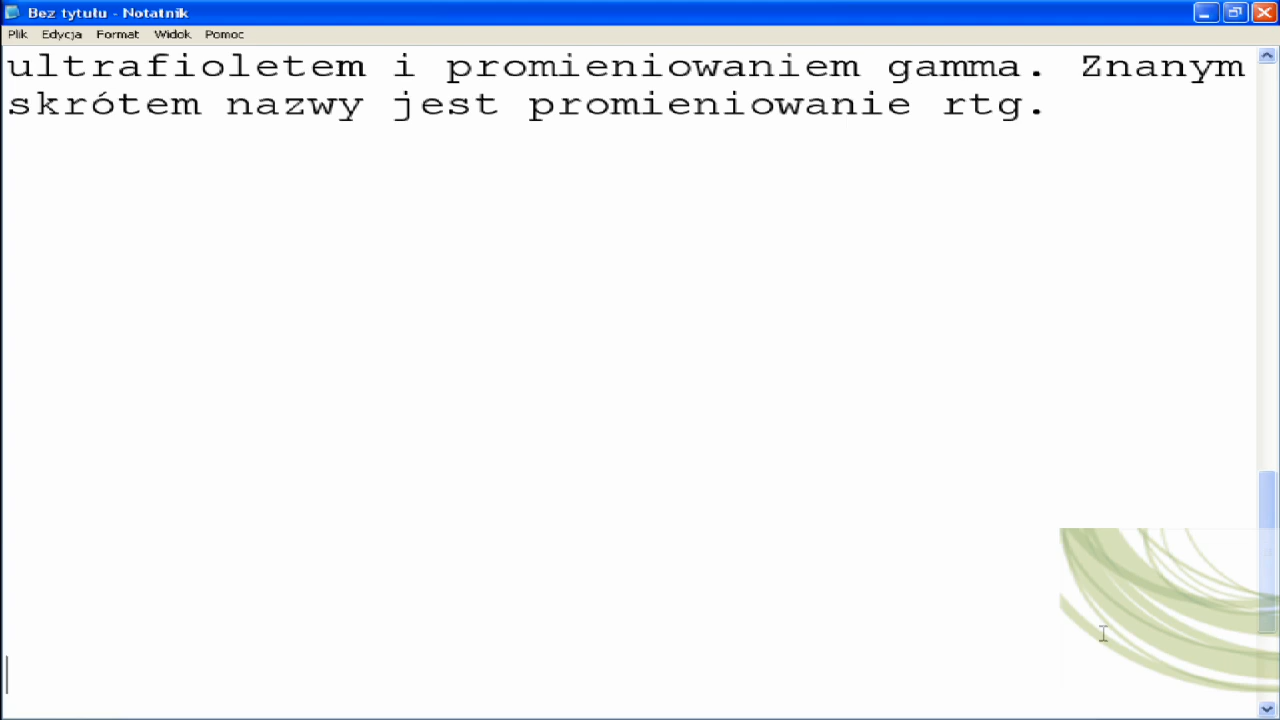 Bez tytułu - Notatnik
Plik Edycja Format Widok Pomoc
ultrafioletem i promieniowaniem gamma. Znanym
skrótem nazwy jest promieniowanie rtg.